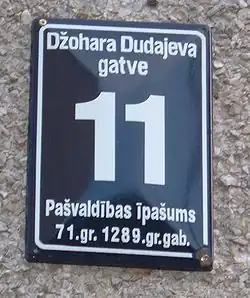 Džohara Dudajeva
gatve
11
Pašvaldības īpašums
71.gr. 1289.gr.gab.